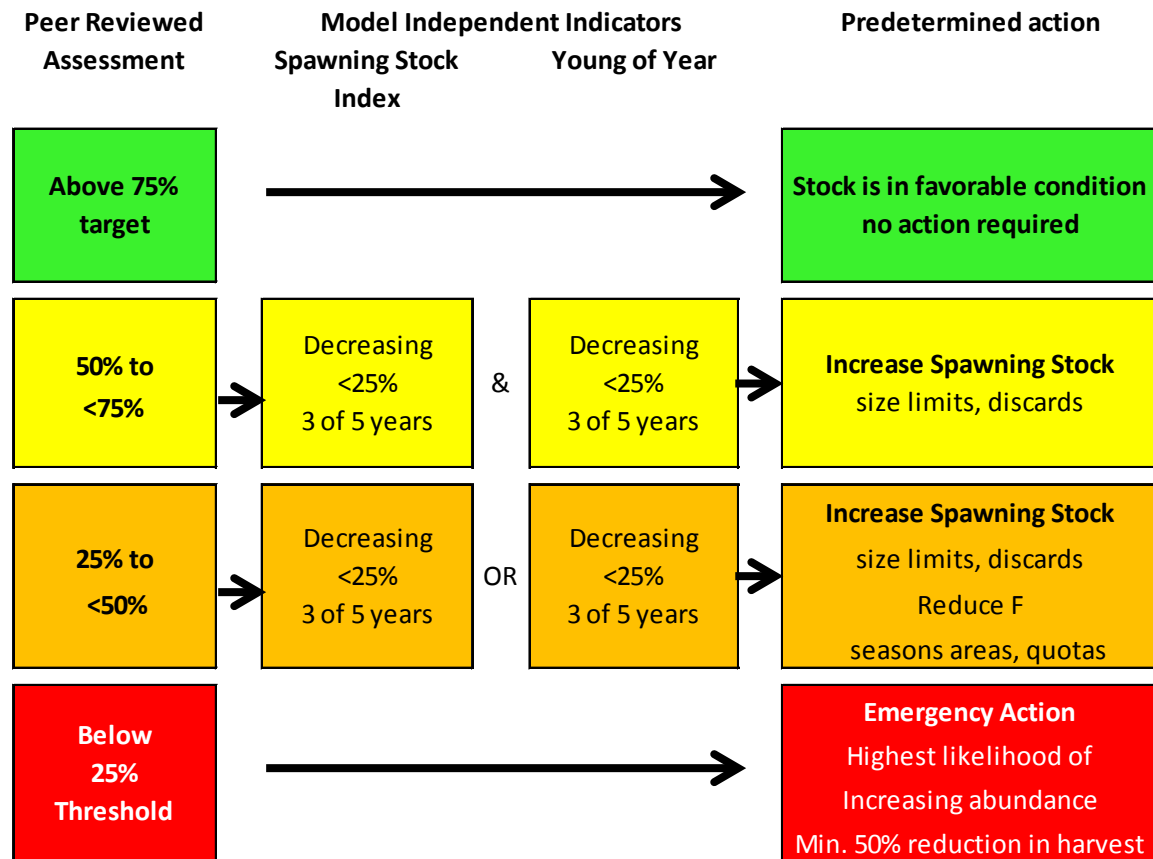 Peer Reviewed
Assessment
Model Independent Indicators
Spawning Stock
Index
Young of Year
Predetermined action
Above 75%
target
Stock is in favorable condition
no action required
50% to
<75%
Decreasing
<25%
3 of 5 years
&
Decreasing
<25%
3 of 5 years
Increase Spawning Stock
size limits, discards
25% to
<50%
Decreasing
<25%
3 of 5 years
OR
Decreasing
<25%
3 of 5 years
Increase Spawning Stock
size limits, discards
Reduce F
seasons areas, quotas
Below
25%
Threshold
Emergency Action
Highest likelihood of
Increasing abundance
Min. 50% reduction in harvest